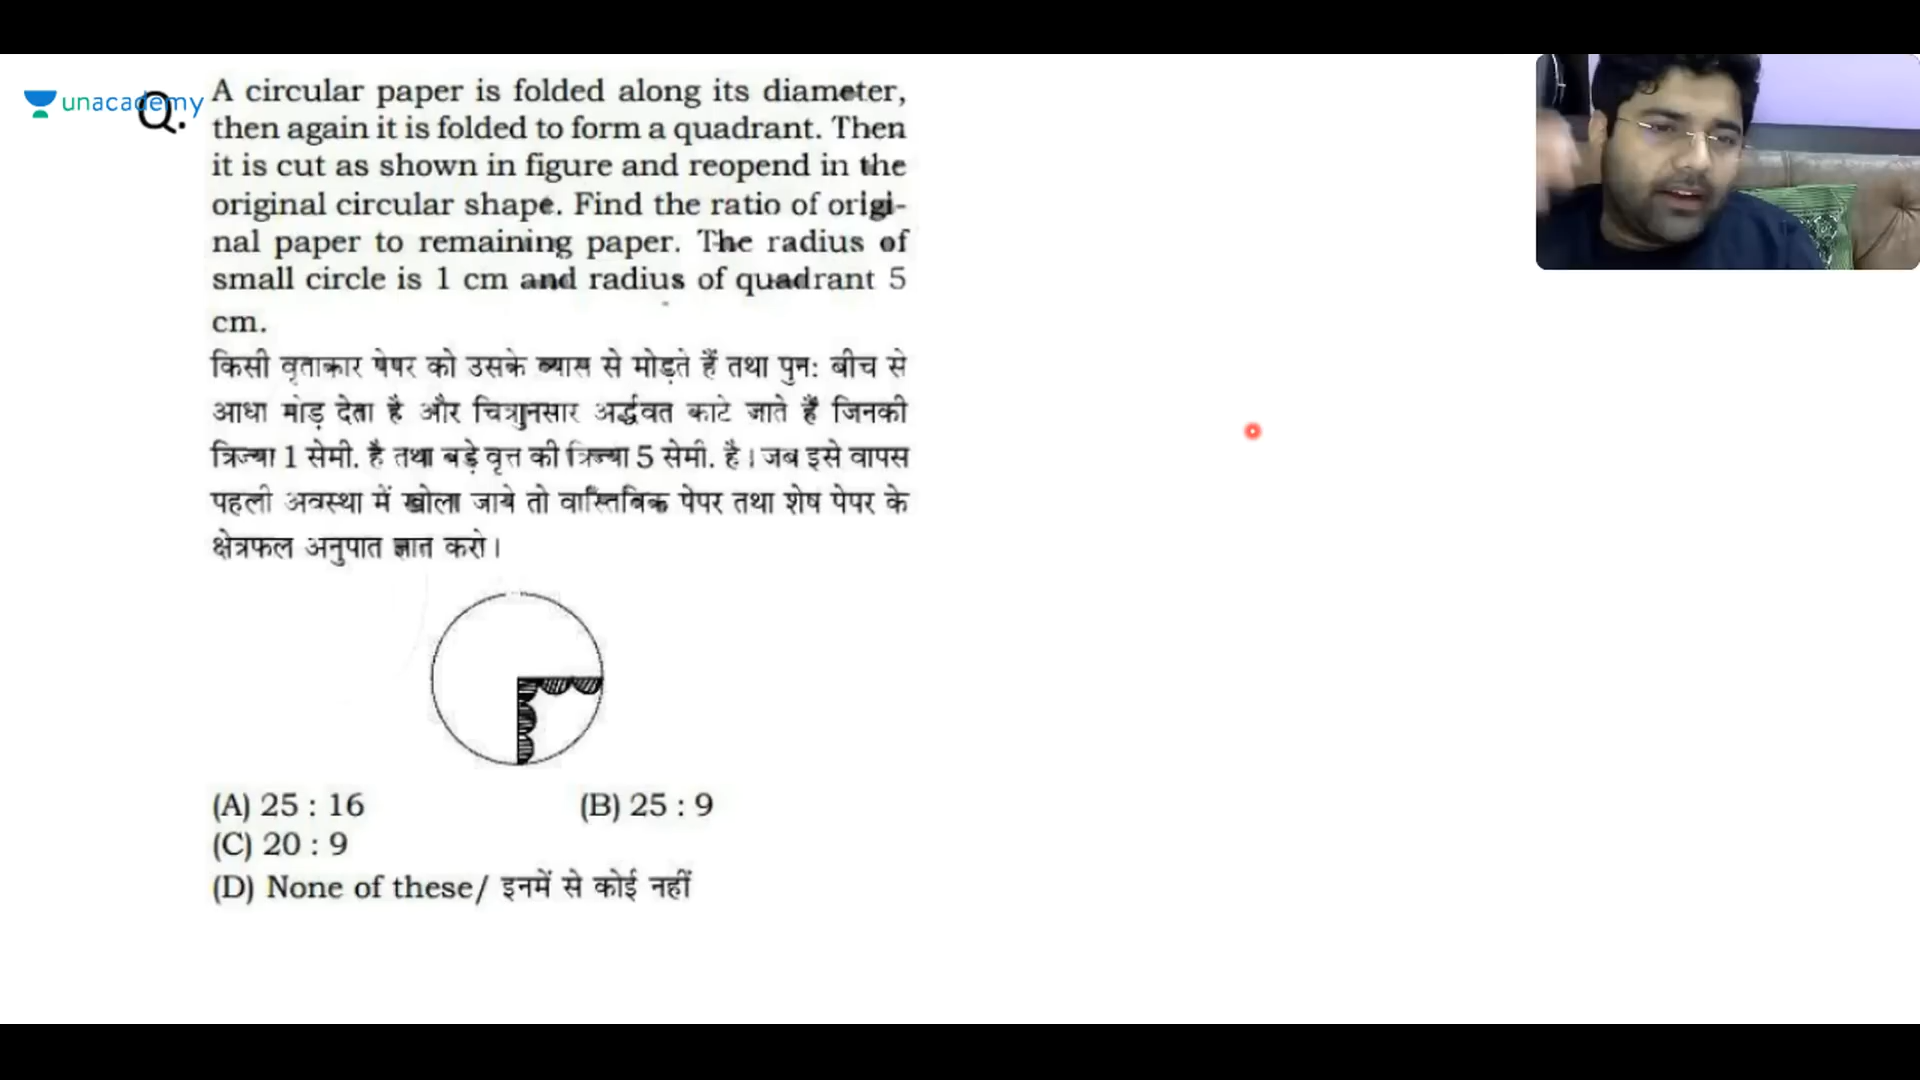 unacademy
Q.
A circular paper is folded along its diameter,
then again it is folded to form a quadrant. Then
it is cut as shown in figure and reopend in the
original circular shape. Find the ratio of origi-
nal paper to remaining paper. The radius of
small circle is 1 cm and radius of quadrant 5
cm.
किसी वृताकार पेपर को उसके व्यास से मोड़ते हैं तथा पुन: बीच से
आधा मोड़ देता है और चित्रानुसार अर्द्धवत काटे जाते हैं जिनकी
त्रिज्या 1 सेमी. है तथा बड़े वृत्त की त्रिज्या 5 सेमी. है। जब इसे वापस
पहली अवस्था में खोला जाये तो वास्तिबिक पेपर तथा शेष पेपर के
क्षेत्रफल अनुपात ज्ञात करो।
(A) 25 : 16 (B) 25 : 9
(C) 20 : 9
(D) None of these/ इनमें से कोई नहीं